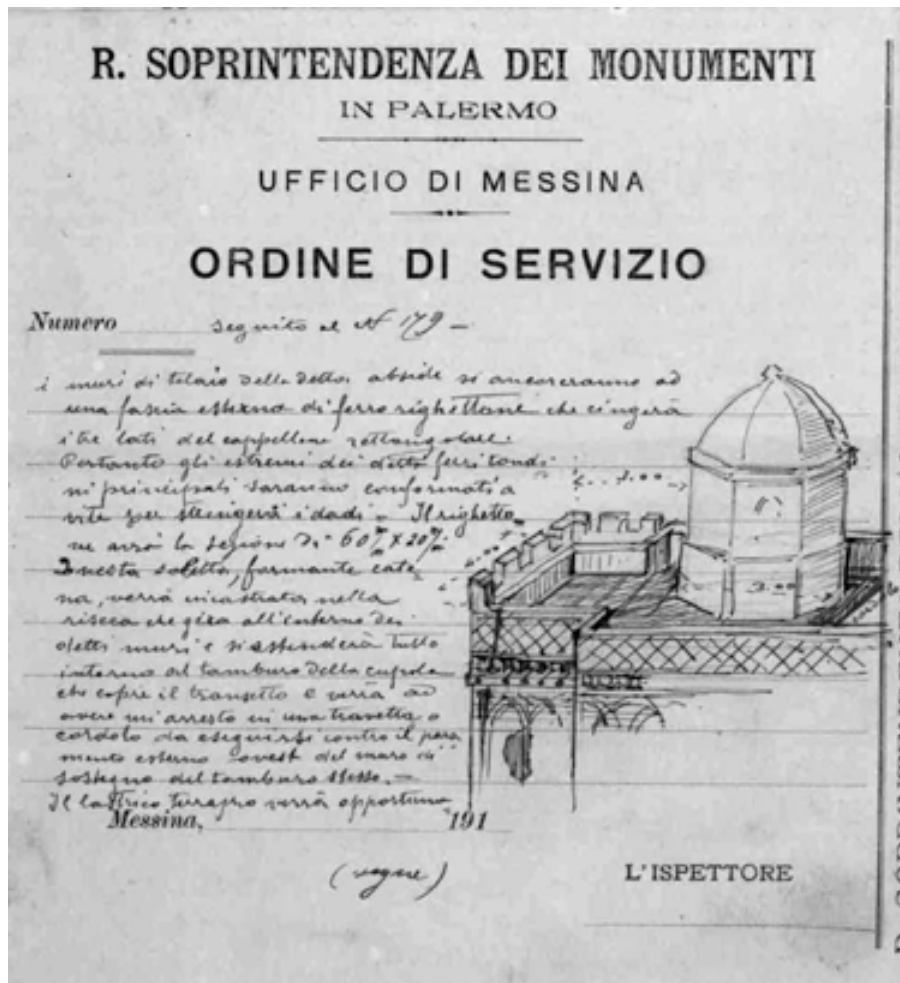 R. SOPRINTENDENZA DEI MONUMENTI
IN PALERMO
UFFICIO DI MESSINA
ORDINE DI SERVIZIO
Numero seguito al N 179 –
i muri di telaio della detta abside si ancoreranno ad
una fascia esterna di ferro righettone che cingerà
i tre lati del cappellone rettangolare.
Pertanto gli estremi dei detti ferri tondi
ni principali saranno conformati a
vite per stringervi i dadi – Il righetto
ne avrà la sezione di 60 x 20
Questa soletta, formante cate
na, verrà incastrata nella
risega che gira all'interno dei
detti muri e si estenderà tutto
intorno al tamburo della cupola
che copre il transetto e verrà ad
avere un arresto in una travetta o
cordolo da eseguirsi contro il para
mento esterno ovest del muro di
sostegno del tamburo stesso. –
Il lastrico verrà opportuna
Messina, 191
(segue)
L'ISPETTORE
3.00
3.00